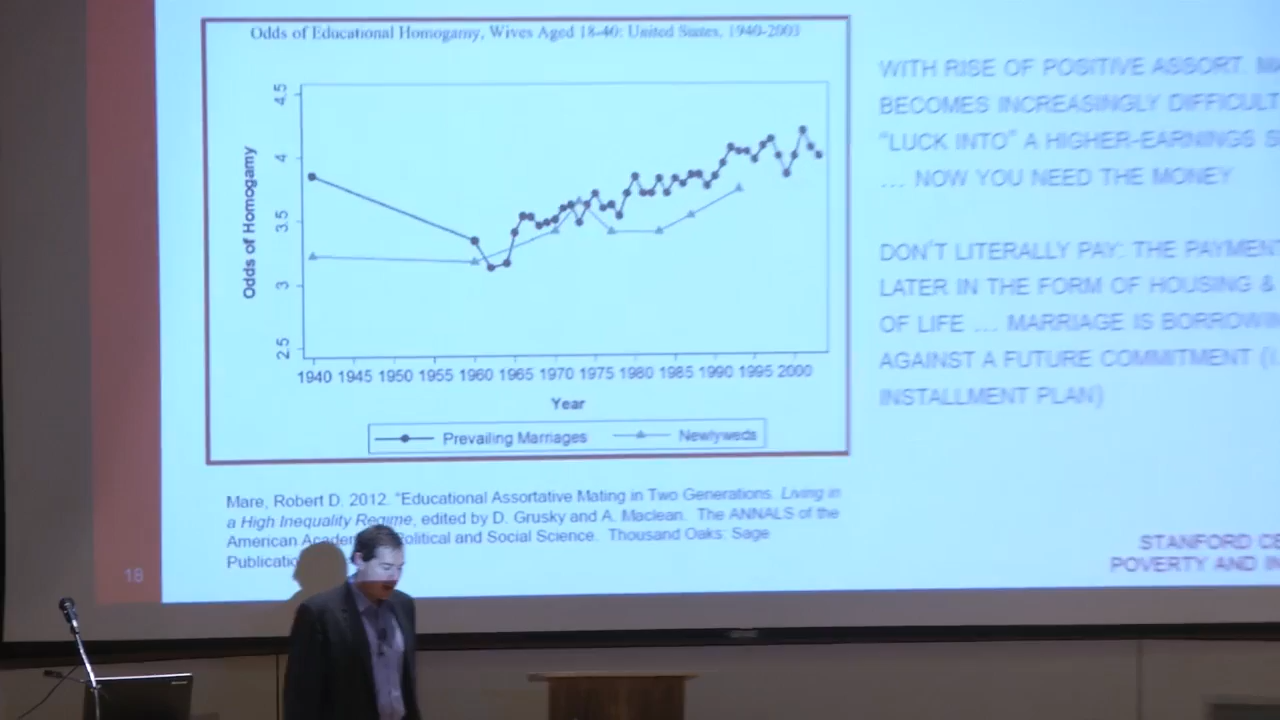 Odds of Educational Homogamy, Wives Aged 18-40: United States, 1940-2003
4.5
4
3.5
3
2.5
Odds of Homogamy
1940 1945 1950 1955 1960 1965 1970 1975 1980 1985 1990 1995 2000
Year
Prevailing Marriages
Newlyweds
Mare, Robert D. 2012. "Educational Assortative Mating in Two Generations. Living in
a High Inequality Regime, edited by D. Grusky and A. Maclean. The ANNALS of the
American Political and Social Science. Thousand Oaks: Sage
WITH RISE OF POSITIVE ASSORT.
BECOMES INCREASINGLY DIFFICULT
"LUCK INTO" A HIGHER-EARNINGS
... NOW YOU NEED THE MONEY
DON'T LITERALLY PAY: THE
LATER IN THE FORM OF HOUSING &
OF LIFE ... MARRIAGE IS
AGAINST A FUTURE COMMITMENT
INSTALLMENT PLAN)
STANFORD
POVERTY AND
18